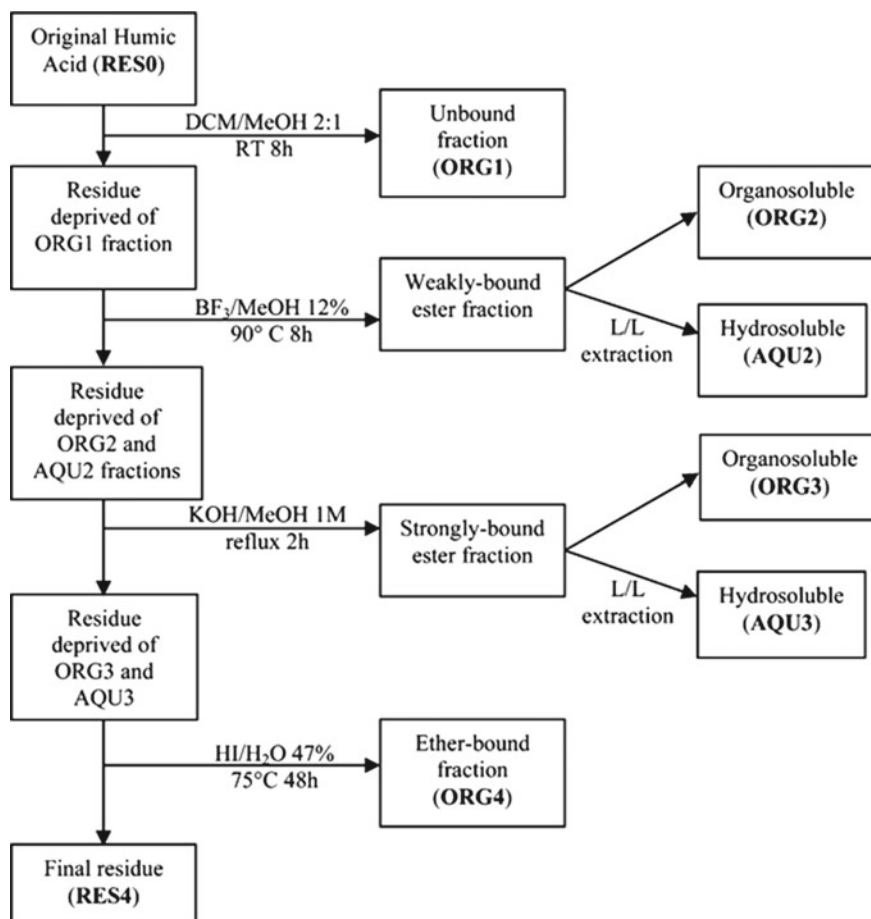 Original Humic
Acid (RES0)
DCM/MeOH 2:1
RT 8h
Unbound
fraction
(ORG1)
Residue
deprived of
ORG1 fraction
Organosoluble
(ORG2)
BF₃/MeOH 12%
90° C 8h
Weakly-bound
ester fraction
L/L
extraction
Hydrosoluble
(AQU2)
Residue
deprived of
ORG2 and
AQU2 fractions
Organosoluble
(ORG3)
KOH/MeOH 1M
reflux 2h
Strongly-bound
ester fraction
L/L
extraction
Hydrosoluble
(AQU3)
Residue
deprived of
ORG3 and
AQU3
HI/H₂O 47%
75°C 48h
Ether-bound
fraction
(ORG4)
Final residue
(RES4)